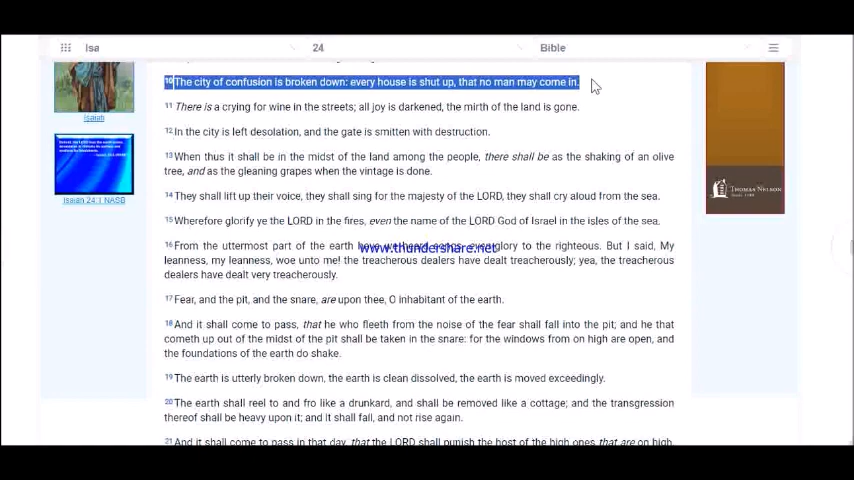 Isa
24
Bible
10 The city of confusion is broken down: every house is shut up, that no man may come in.
11 There is a crying for wine in the streets; all joy is darkened, the mirth of the land is gone.
12 In the city is left desolation, and the gate is smitten with destruction.
13 When thus it shall be in the midst of the land among the people, there shall be as the shaking of an olive
tree, and as the gleaning grapes when the vintage is done.
14 They shall lift up their voice, they shall sing for the majesty of the LORD, they shall cry aloud from the sea.
15 Wherefore glorify ye the LORD in the fires, even the name of the LORD God of Israel in the isles of the sea.
16 From the uttermost part of the earth have we heard songs, even glory to the righteous. But I said, My
www.thundershare.net
leanness, my leanness, woe unto me! the treacherous dealers have dealt treacherously; yea, the treacherous
dealers have dealt very treacherously.
17 Fear, and the pit, and the snare, are upon thee, O inhabitant of the earth.
18 And it shall come to pass, that he who fleeth from the noise of the fear shall fall into the pit; and he that
cometh up out of the midst of the pit shall be taken in the snare: for the windows from on high are open, and
the foundations of the earth do shake.
19 The earth is utterly broken down, the earth is clean dissolved, the earth is moved exceedingly.
20 The earth shall reel to and fro like a drunkard, and shall be removed like a cottage; and the transgression
thereof shall be heavy upon it; and it shall fall, and not rise again.
21 And it shall come to pass in that day, that the LORD shall punish the host of the high ones that are on high,
Isaiah
Isaiah 24:1 NASB
THOMAS NELSON